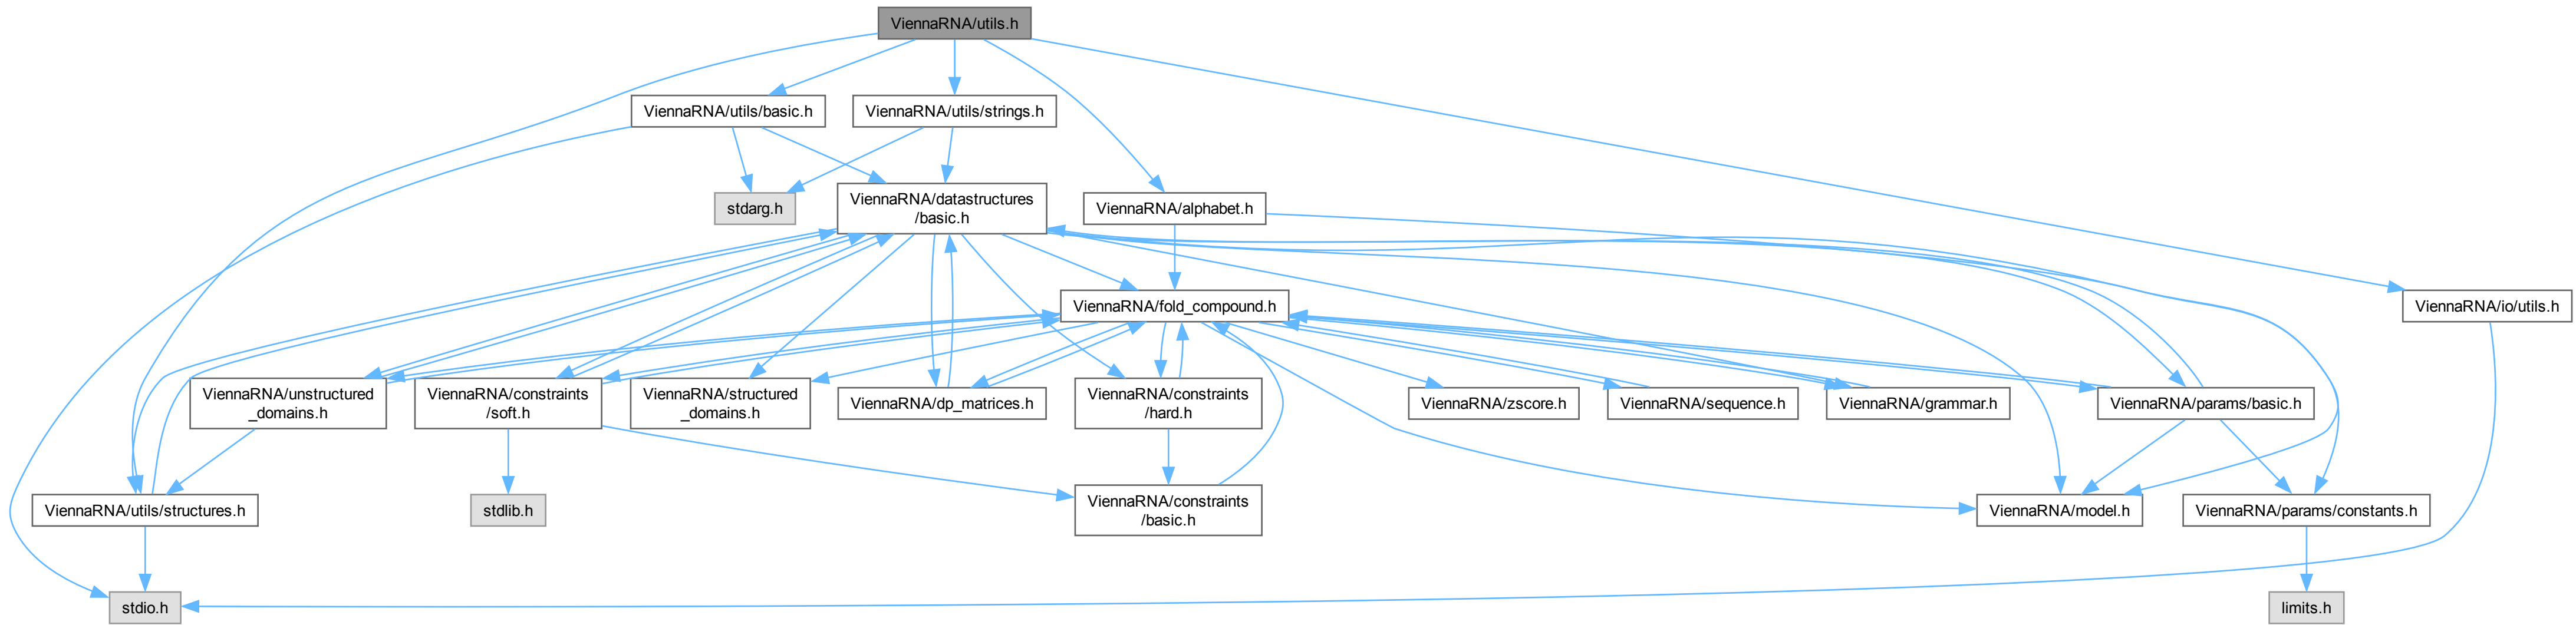 ViennaRNA/utils.h
ViennaRNA/utils/basic.h
ViennaRNA/utils/strings.h
stdarg.h
ViennaRNA/datastructures
/basic.h
ViennaRNA/alphabet.h
ViennaRNA/fold_compound.h
ViennaRNA/io/utils.h
ViennaRNA/unstructured
_domains.h
ViennaRNA/constraints
/soft.h
ViennaRNA/structured
_domains.h
ViennaRNA/dp_matrices.h
ViennaRNA/constraints
/hard.h
ViennaRNA/zscore.h
ViennaRNA/sequence.h
ViennaRNA/grammar.h
ViennaRNA/params/basic.h
ViennaRNA/utils/structures.h
stdlib.h
ViennaRNA/constraints
/basic.h
ViennaRNA/model.h
ViennaRNA/params/constants.h
stdio.h
limits.h